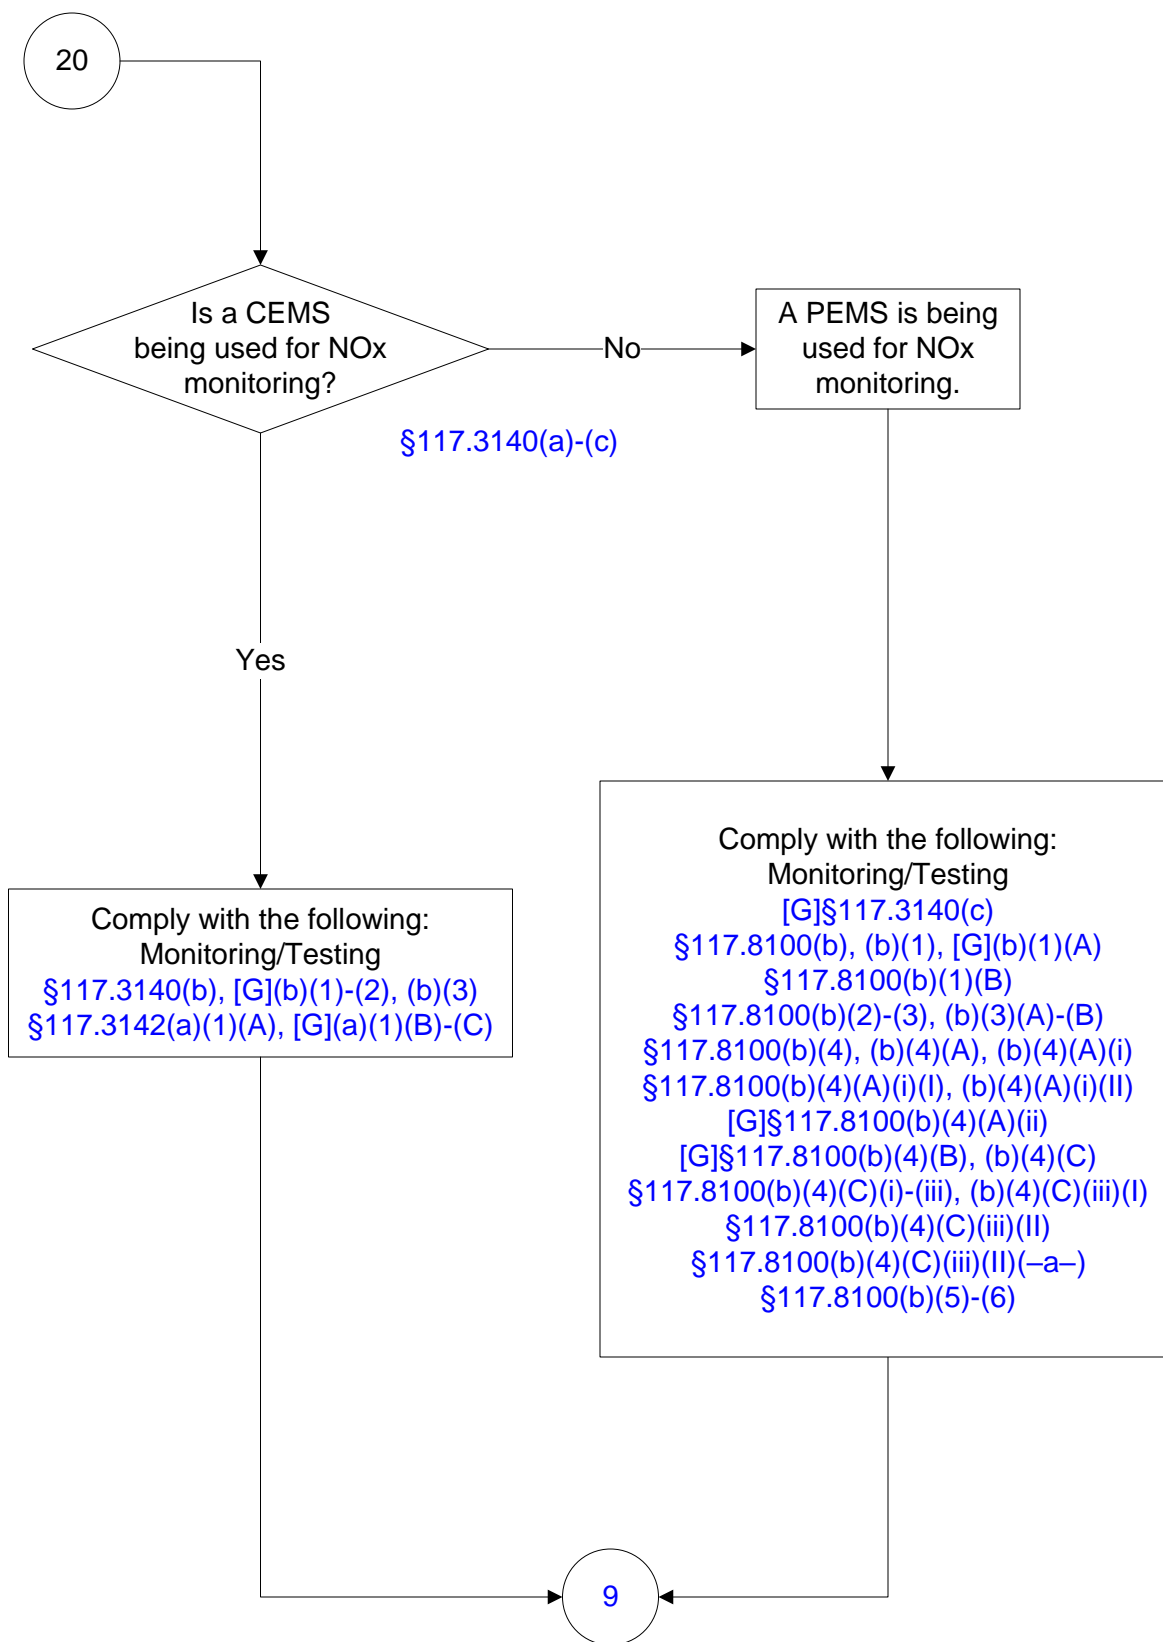 20
Is a CEMS
being used for NOx
monitoring?
No
A PEMS is being
used for NOx
monitoring.
§117.3140(a)-(c)
Yes
Comply with the following:
Monitoring/Testing
§117.3140(b), [G](b)(1)-(2), (b)(3)
§117.3142(a)(1)(A), [G](a)(1)(B)-(C)
Comply with the following:
Monitoring/Testing
[G]§117.3140(c)
§117.8100(b), (b)(1), [G](b)(1)(A)
§117.8100(b)(1)(B)
§117.8100(b)(2)-(3), (b)(3)(A)-(B)
§117.8100(b)(4), (b)(4)(A), (b)(4)(A)(i)
§117.8100(b)(4)(A)(i)(I), (b)(4)(A)(i)(II)
[G]§117.8100(b)(4)(A)(ii)
[G]§117.8100(b)(4)(B), (b)(4)(C)
§117.8100(b)(4)(C)(i)-(iii), (b)(4)(C)(iii)(I)
§117.8100(b)(4)(C)(iii)(II)
§117.8100(b)(4)(C)(iii)(II)(–a–)
§117.8100(b)(5)-(6)
9